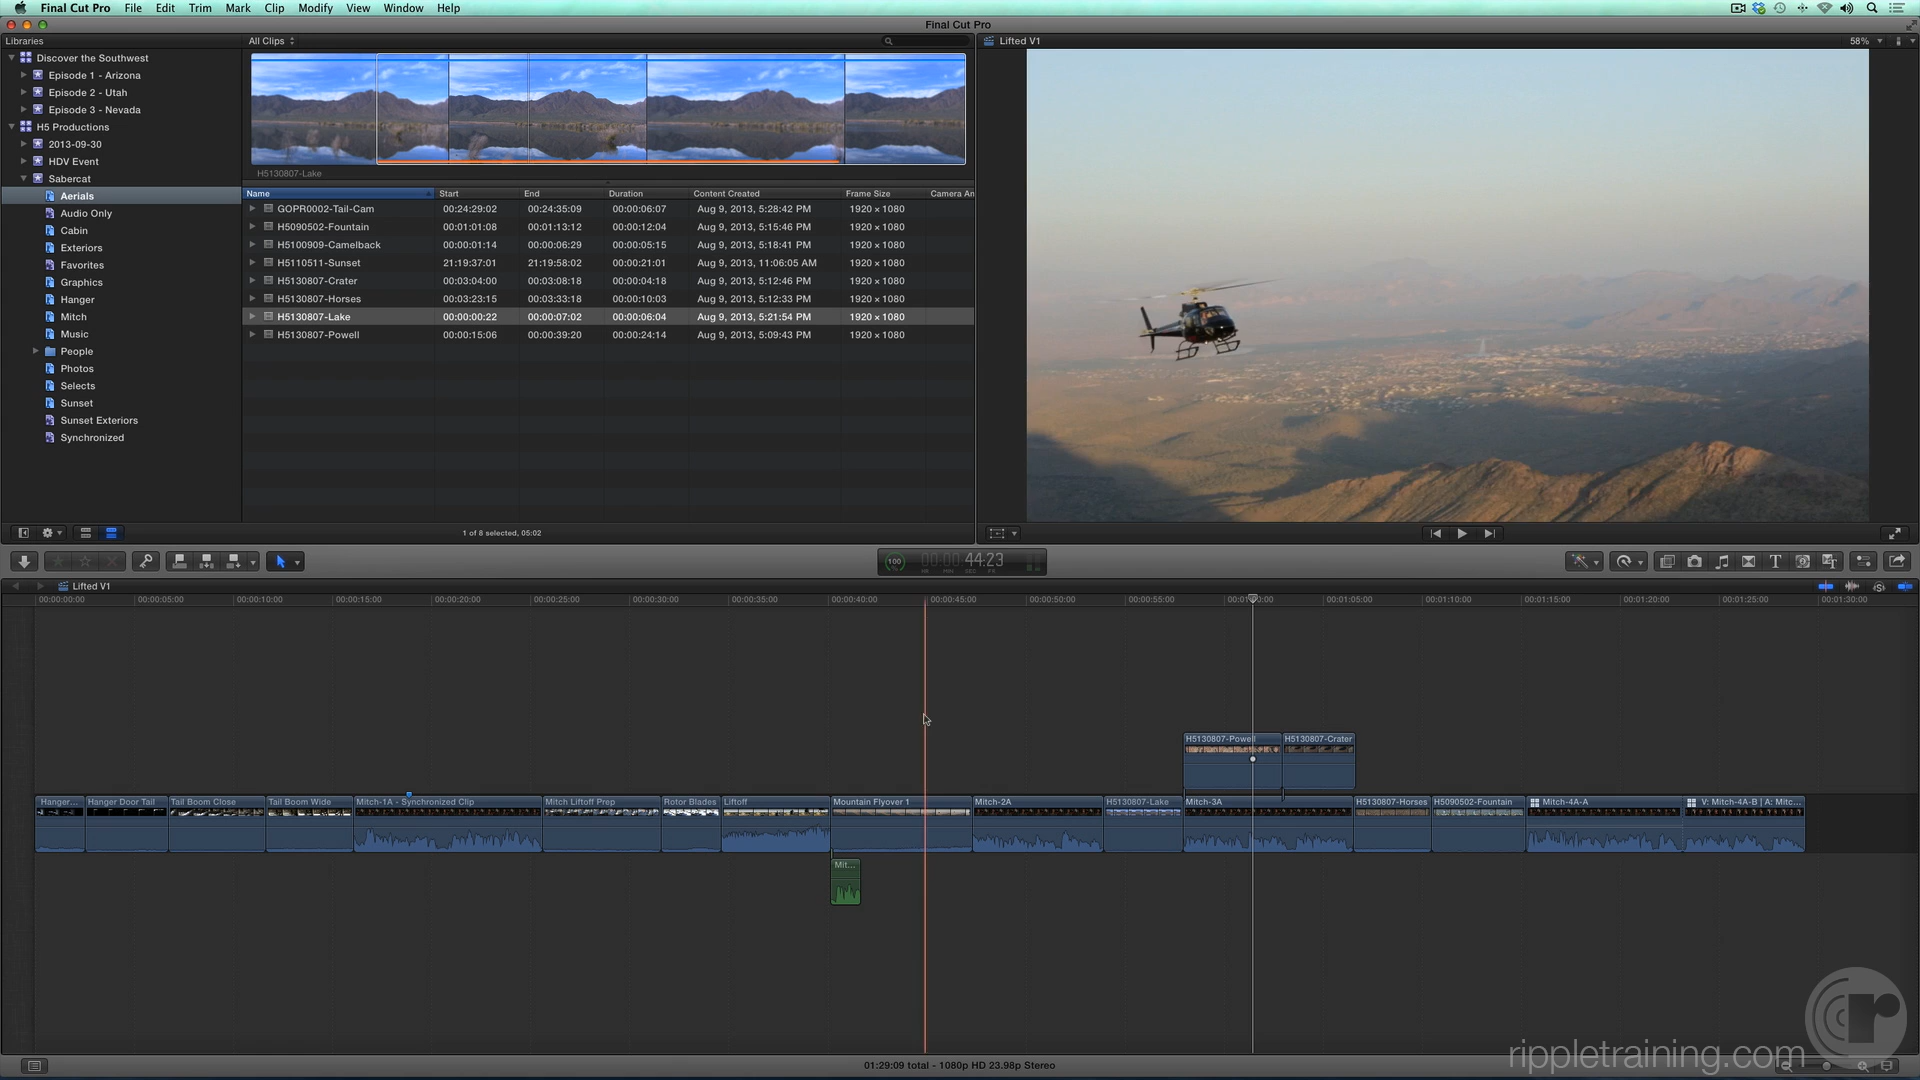 Final Cut Pro File Edit Trim Mark Clip Modify View Window Help
Final Cut Pro
Libraries
All Clips
Lifted V1
58%
Discover the Southwest
Episode 1 - Arizona
Episode 2 - Utah
Episode 3 - Nevada
H5 Productions
2013-09-30
HDV Event
Sabercat
Aerials
Audio Only
Cabin
Exteriors
Favorites
Graphics
Hanger
Mitch
Music
People
Photos
Selects
Sunset
Sunset Exteriors
Synchronized
H5130807-Lake
Name Start End Duration Content Created Frame Size Camera An
GOPR0002-Tail-Cam 00:24:29:02 00:24:35:09 00:00:06:07 Aug 9, 2013, 5:28:42 PM 1920 × 1080
H5090502-Fountain 00:01:01:08 00:01:13:12 00:00:12:04 Aug 9, 2013, 5:15:46 PM 1920 × 1080
H5100909-Camelback 00:00:01:14 00:00:06:29 00:00:05:15 Aug 9, 2013, 5:18:41 PM 1920 × 1080
H5110511-Sunset 21:19:37:01 21:19:58:02 00:00:21:01 Aug 9, 2013, 11:06:05 AM 1920 × 1080
H5130807-Crater 00:03:04:00 00:03:08:18 00:00:04:18 Aug 9, 2013, 5:12:46 PM 1920 × 1080
H5130807-Horses 00:03:23:15 00:03:33:18 00:00:10:03 Aug 9, 2013, 5:12:33 PM 1920 × 1080
H5130807-Lake 00:00:00:22 00:00:07:02 00:00:06:04 Aug 9, 2013, 5:21:54 PM 1920 × 1080
H5130807-Powell 00:00:15:06 00:00:39:20 00:00:24:14 Aug 9, 2013, 5:09:43 PM 1920 × 1080
1 of 8 selected, 05:02
100 00:00:44:23
HR MIN SEC FR
Lifted V1
00:00:00:00 00:00:05:00 00:00:10:00 00:00:15:00 00:00:20:00 00:00:25:00 00:00:30:00 00:00:35:00 00:00:40:00 00:00:45:00 00:00:50:00 00:00:55:00 00:01:05:00 00:01:10:00 00:01:15:00 00:01:20:00 00:01:25:00 00:01:30:00
H5130807-Powell H5130807-Crater
Hanger... Hanger Door Tail Tail Boom Close Tail Boom Wide Mitch-1A - Synchronized Clip Mitch Liftoff Prep Rotor Blades Liftoff Mountain Flyover 1 Mitch-2A H5130807-Lake Mitch-3A H5130807-Horses H5090502-Fountain Mitch-4A-A V: Mitch-4A-B | A: Mitc...
Mit...
01:29:09 total - 1080p HD 23.98p Stereo
rippletraining.com